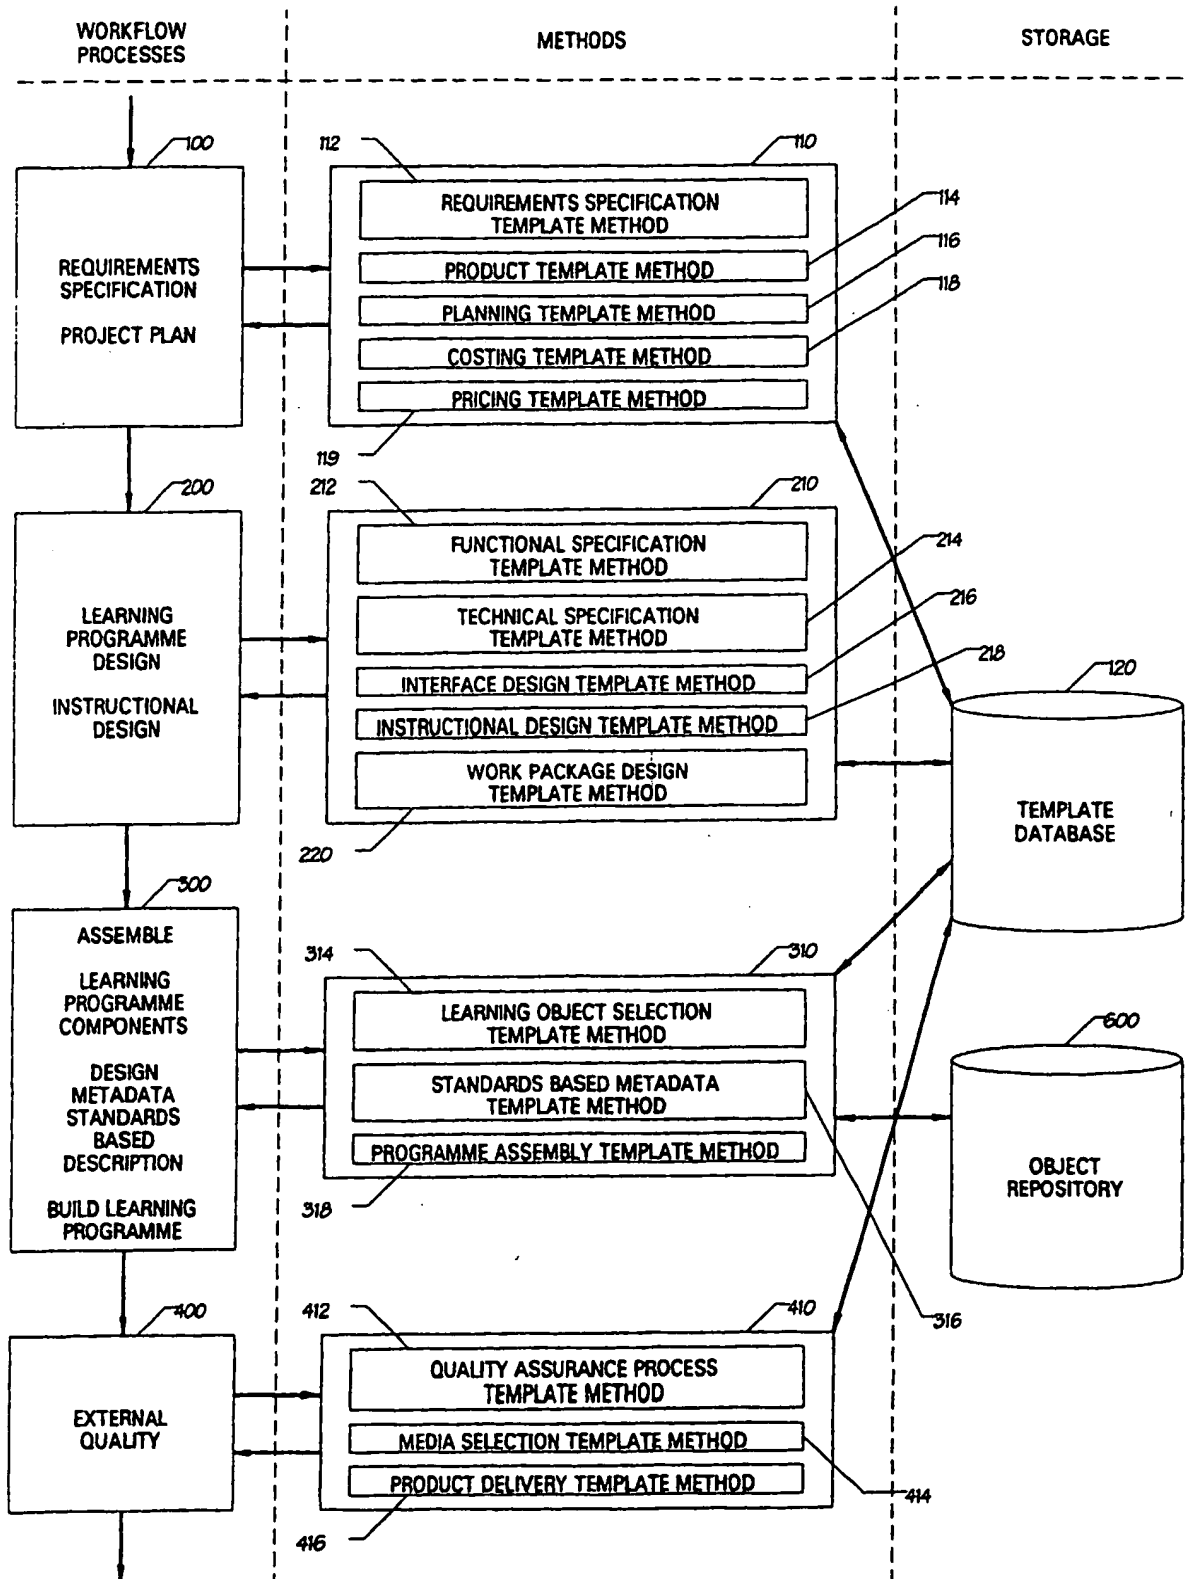 WORKFLOW
PROCESSES
METHODS
STORAGE
100
REQUIREMENTS
SPECIFICATION
PROJECT PLAN
112
110
REQUIREMENTS SPECIFICATION
TEMPLATE METHOD
PRODUCT TEMPLATE METHOD
PLANNING TEMPLATE METHOD
COSTING TEMPLATE METHOD
PRICING TEMPLATE METHOD
114
116
118
119
200
LEARNING
PROGRAMME
DESIGN
INSTRUCTIONAL
DESIGN
212
210
FUNCTIONAL SPECIFICATION
TEMPLATE METHOD
TECHNICAL SPECIFICATION
TEMPLATE METHOD
INTERFACE DESIGN TEMPLATE METHOD
INSTRUCTIONAL DESIGN TEMPLATE METHOD
WORK PACKAGE DESIGN
TEMPLATE METHOD
214
216
218
220
120
TEMPLATE
DATABASE
300
ASSEMBLE
LEARNING
PROGRAMME
COMPONENTS
DESIGN
METADATA
STANDARDS
BASED
DESCRIPTION
BUILD LEARNING
PROGRAMME
314
310
LEARNING OBJECT SELECTION
TEMPLATE METHOD
STANDARDS BASED METADATA
TEMPLATE METHOD
PROGRAMME ASSEMBLY TEMPLATE METHOD
318
316
600
OBJECT
REPOSITORY
400
EXTERNAL
QUALITY
412
410
QUALITY ASSURANCE PROCESS
TEMPLATE METHOD
MEDIA SELECTION TEMPLATE METHOD
PRODUCT DELIVERY TEMPLATE METHOD
414
416